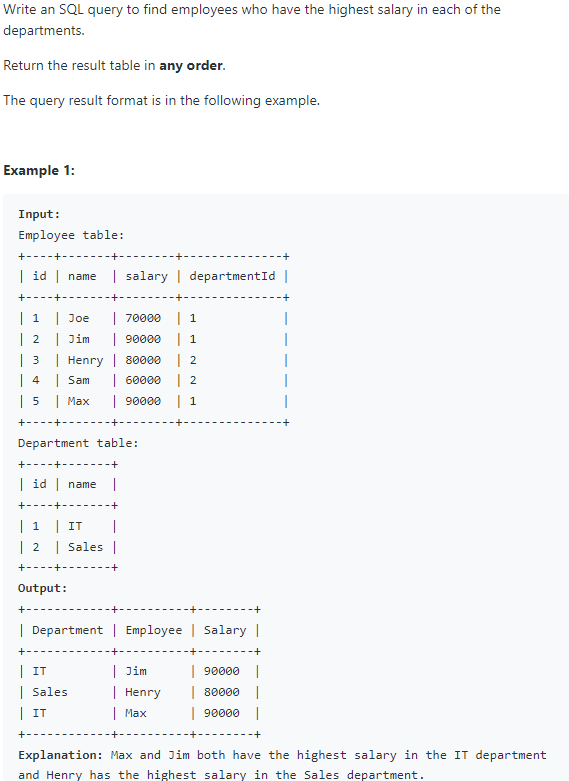 Write an SQL query to find employees who have the highest salary in each of the
departments.
Return the result table in any order.
The query result format is in the following example.
Example 1:
Input:
Employee table:
+----+-------+--------+--------------+
| id | name  | salary | departmentId |
+----+-------+--------+--------------+
| 1  | Joe   | 70000  | 1            |
| 2  | Jim   | 90000  | 1            |
| 3  | Henry | 80000  | 2            |
| 4  | Sam   | 60000  | 2            |
| 5  | Max   | 90000  | 1            |
+----+-------+--------+--------------+
Department table:
+----+-------+
| id | name  |
+----+-------+
| 1  | IT    |
| 2  | Sales |
+----+-------+
Output:
+------------+----------+--------+
| Department | Employee | Salary |
+------------+----------+--------+
| IT         | Jim      | 90000  |
| Sales      | Henry    | 80000  |
| IT         | Max      | 90000  |
+------------+----------+--------+
Explanation: Max and Jim both have the highest salary in the IT department
and Henry has the highest salary in the Sales department.